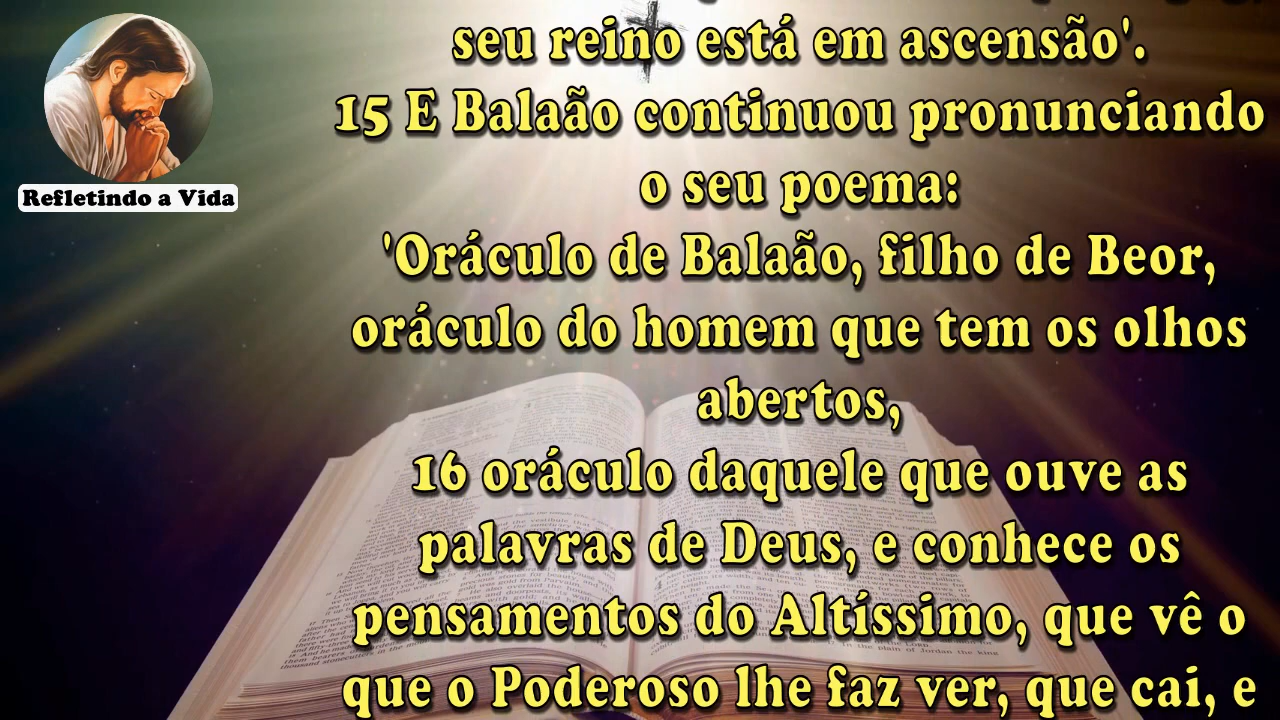 Refletindo a Vida
seu reino está em ascensão'.
15 E Balaão continuou pronunciando
o seu poema:
'Oráculo de Balaão, filho de Beor,
oráculo do homem que tem os olhos
abertos,
16 oráculo daquele que ouve as
palavras de Deus, e conhece os
pensamentos do Altíssimo, que vê o
que o Poderoso lhe faz ver, que cai, e